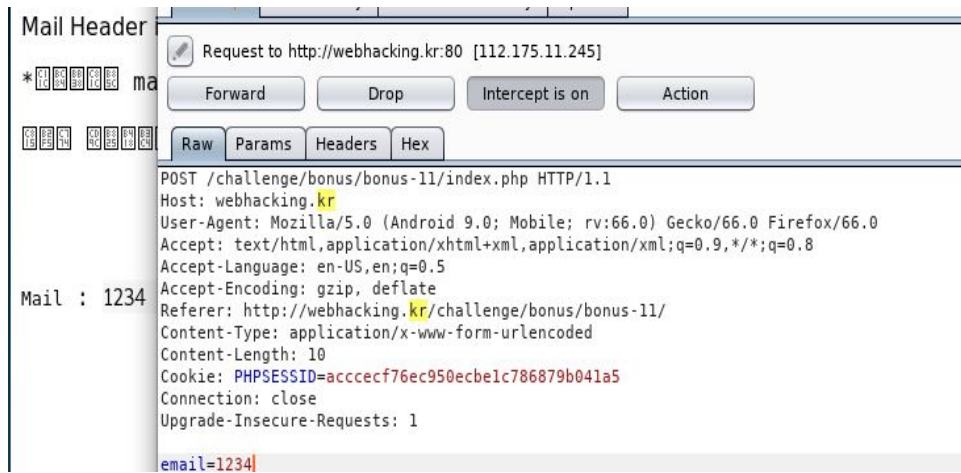 Mail Header
Mail : 1234
Request to http://webhacking.kr:80 [112.175.11.245]
Forward Drop Intercept is on Action
Raw Params Headers Hex
POST /challenge/bonus/bonus-11/index.php HTTP/1.1
Host: webhacking.kr
User-Agent: Mozilla/5.0 (Android 9.0; Mobile; rv:66.0) Gecko/66.0 Firefox/66.0
Accept: text/html,application/xhtml+xml,application/xml;q=0.9,*/*;q=0.8
Accept-Language: en-US,en;q=0.5
Accept-Encoding: gzip, deflate
Referer: http://webhacking.kr/challenge/bonus/bonus-11/
Content-Type: application/x-www-form-urlencoded
Content-Length: 10
Cookie: PHPSESSID=acccecf76ec950ecbe1c786879b041a5
Connection: close
Upgrade-Insecure-Requests: 1
email=1234